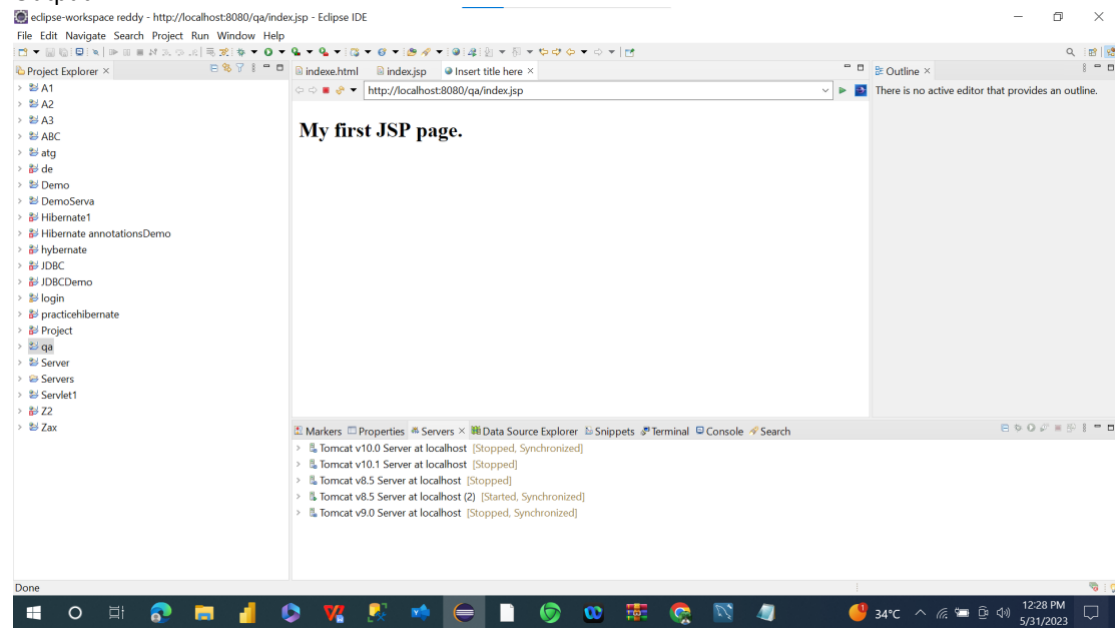 eclipse-workspace reddy - http://localhost:8080/qa/index.jsp - Eclipse IDE
File Edit Navigate Search Project Run Window Help
Project Explorer ×
A1
A2
A3
ABC
atg
de
Demo
DemoServa
Hibernate1
Hibernate annotationsDemo
hybernate
JDBC
JDBCDemo
login
practicehibernate
Project
qa
Server
Servers
Servlet1
Z2
Zax
indexe.html index.jsp Insert title here ×
http://localhost:8080/qa/index.jsp
My first JSP page.
Outline ×
There is no active editor that provides an outline.
Markers Properties Servers × Data Source Explorer Snippets Terminal Console Search
Tomcat v10.0 Server at localhost [Stopped, Synchronized]
Tomcat v10.1 Server at localhost [Stopped]
Tomcat v8.5 Server at localhost [Stopped]
Tomcat v8.5 Server at localhost (2) [Started, Synchronized]
Tomcat v9.0 Server at localhost [Stopped, Synchronized]
Done
34°C
12:28 PM
5/31/2023